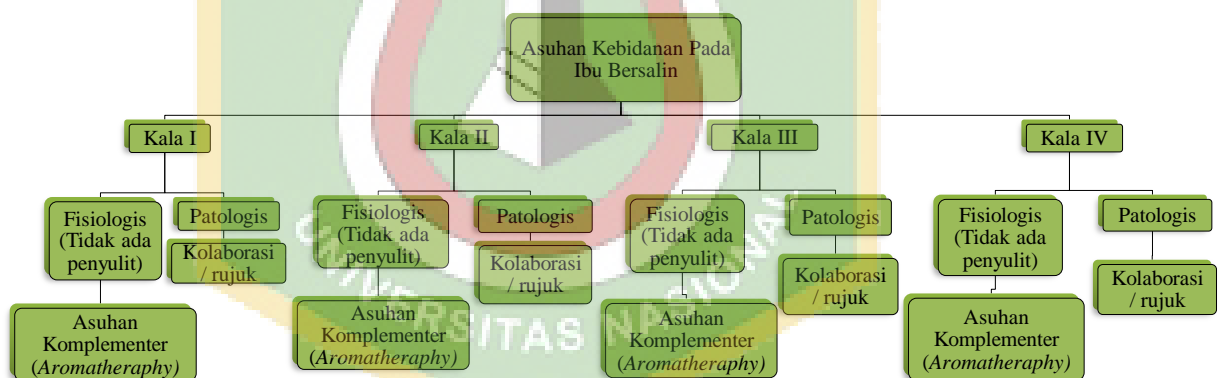 Asuhan Kebidanan Pada
Ibu Bersalin
Kala I
Kala II
Kala III
Kala IV
Fisiologis
(Tidak ada
penyulit)
Patologis
Kolaborasi
/ rujuk
Asuhan
Komplementer
(Aromatheraphy)
Fisiologis
(Tidak ada
penyulit)
Patologis
Kolaborasi
/ rujuk
Asuhan
Komplementer
(Aromatheraphy)
Fisiologis
(Tidak ada
penyulit)
Patologis
Kolaborasi
/ rujuk
Asuhan
Komplementer
(Aromatheraphy)
Fisiologis
(Tidak ada
penyulit)
Patologis
Kolaborasi
/ rujuk
Asuhan
Komplementer
(Aromatheraphy)
UNIVERSITAS NASIONAL